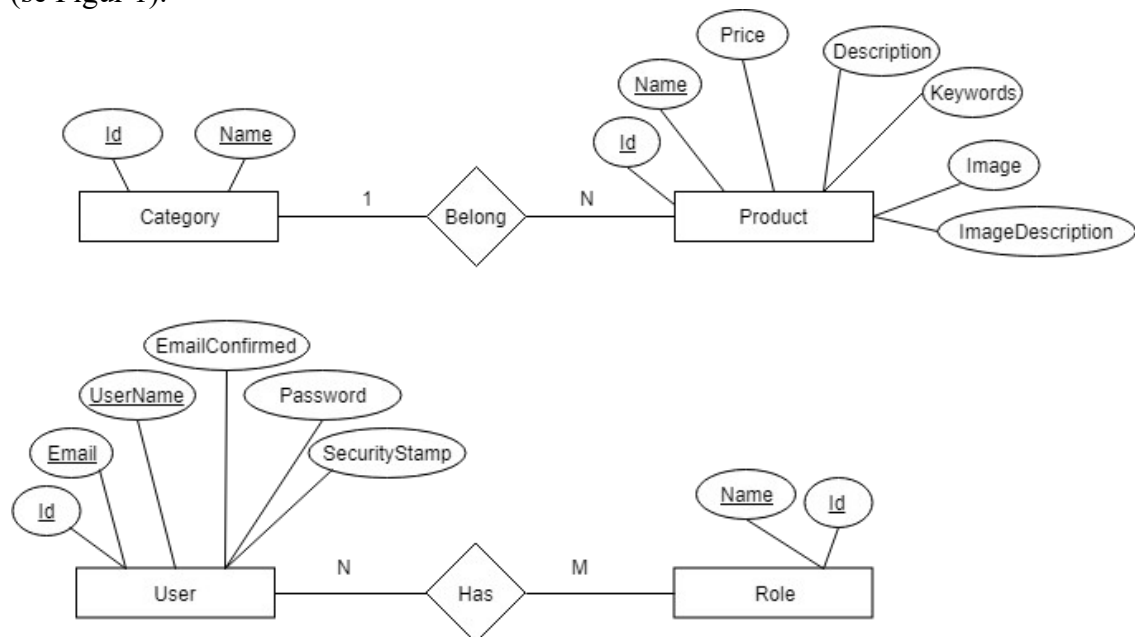 (se Figur 1).
Price
Description
Name
Keywords
Id
Name
Id
Image
Category
1
Belong
N
Product
ImageDescription
EmailConfirmed
UserName
Password
Email
SecurityStamp
Id
Name
Id
User
N
Has
M
Role